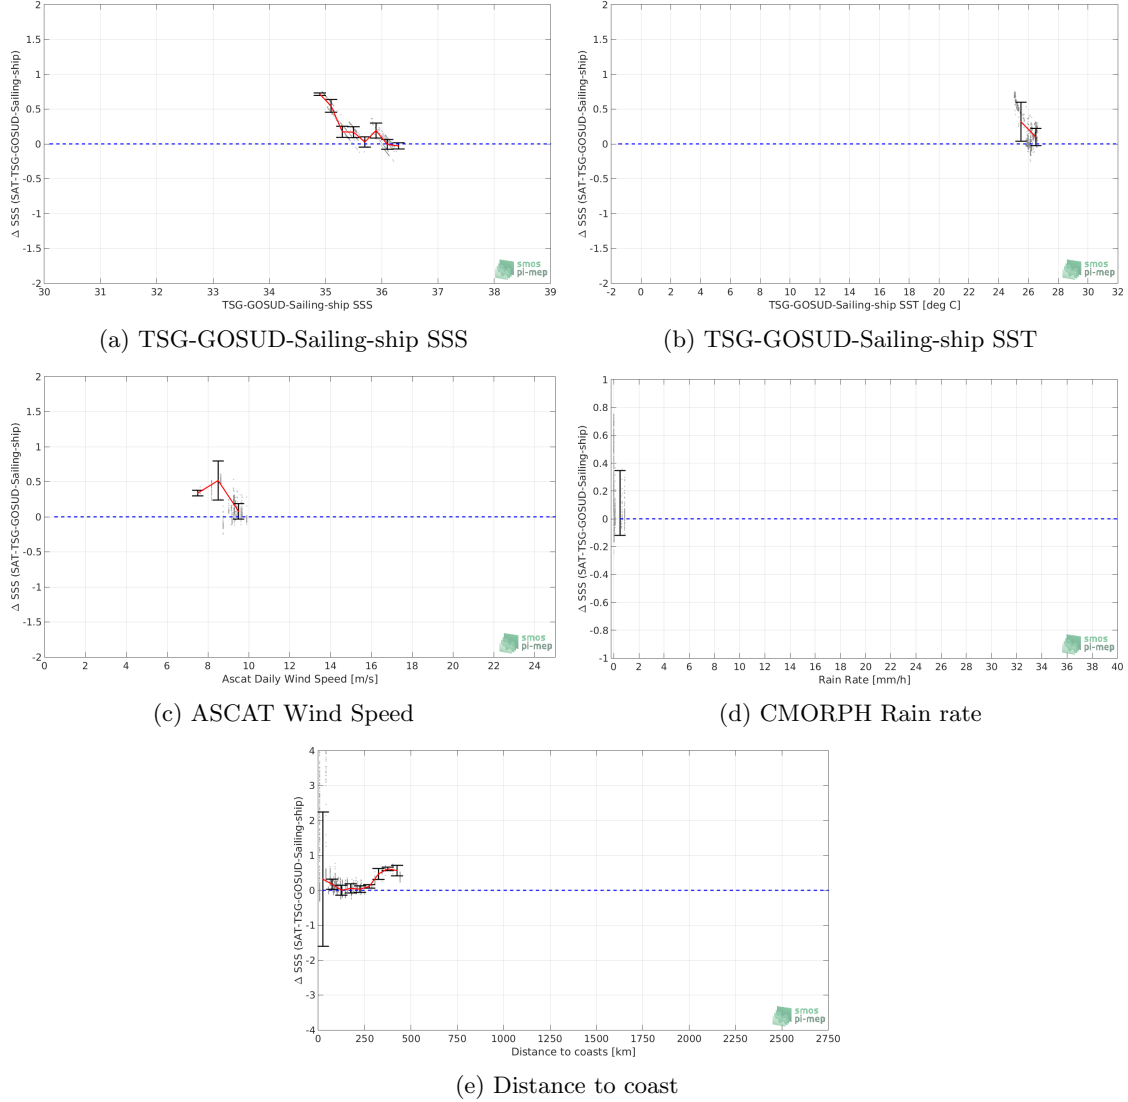 2
1.5
1
0.5
0
-0.5
-1
-1.5
-2
Δ SSS (SAT-TSG-GOSUD-Sailing-ship)
30 31 32 33 34 35 36 37 38 39
TSG-GOSUD-Sailing-ship SSS
smos
pi-mep
(a) TSG-GOSUD-Sailing-ship SSS
2
1.5
1
0.5
0
-0.5
-1
-1.5
-2
Δ SSS (SAT-TSG-GOSUD-Sailing-ship)
-2 0 2 4 6 8 10 12 14 16 18 20 22 24 26 28 30 32
TSG-GOSUD-Sailing-ship SST [deg C]
smos
pi-mep
(b) TSG-GOSUD-Sailing-ship SST
2
1.5
1
0.5
0
-0.5
-1
-1.5
-2
Δ SSS (SAT-TSG-GOSUD-Sailing-ship)
0 2 4 6 8 10 12 14 16 18 20 22 24
Ascat Daily Wind Speed [m/s]
smos
pi-mep
(c) ASCAT Wind Speed
1
0.8
0.6
0.4
0.2
0
-0.2
-0.4
-0.6
-0.8
-1
Δ SSS (SAT-TSG-GOSUD-Sailing-ship)
0 2 4 6 8 10 12 14 16 18 20 22 24 26 28 30 32 34 36 38 40
Rain Rate [mm/h]
smos
pi-mep
(d) CMORPH Rain rate
4
3
2
1
0
-1
-2
-3
-4
Δ SSS (SAT-TSG-GOSUD-Sailing-ship)
0 250 500 750 1000 1250 1500 1750 2000 2250 2500 2750
Distance to coasts [km]
smos
pi-mep
(e) Distance to coast